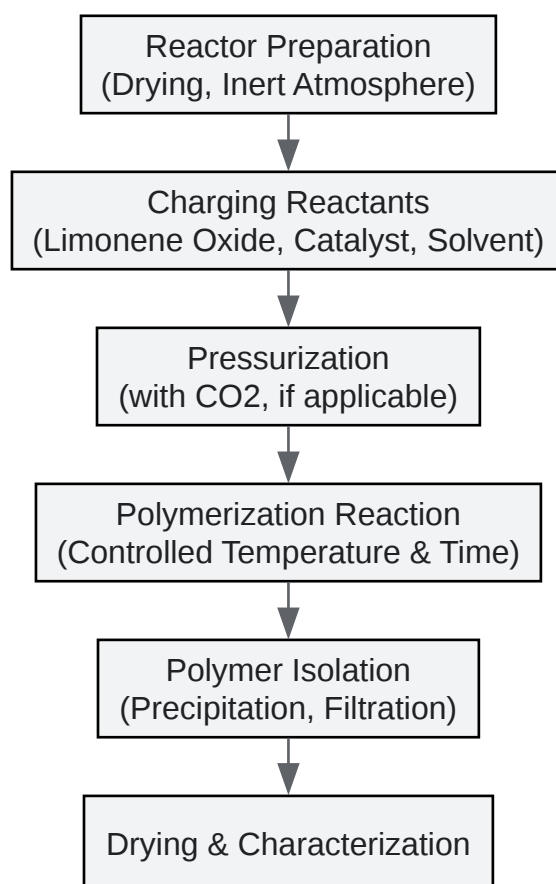 Reactor Preparation
(Drying, Inert Atmosphere)
Charging Reactants
(Limonene Oxide, Catalyst, Solvent)
Pressurization
(with CO2, if applicable)
Polymerization Reaction
(Controlled Temperature & Time)
Polymer Isolation
(Precipitation, Filtration)
Drying & Characterization